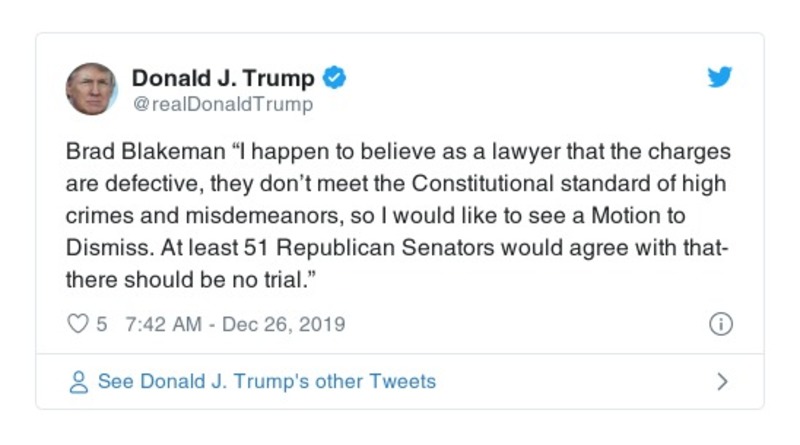 Donald J. Trump
@realDonaldTrump
Brad Blakeman “I happen to believe as a lawyer that the charges
are defective, they don’t meet the Constitutional standard of high
crimes and misdemeanors, so I would like to see a Motion to
Dismiss. At least 51 Republican Senators would agree with that-
there should be no trial.”
5 7:42 AM - Dec 26, 2019
See Donald J. Trump's other Tweets